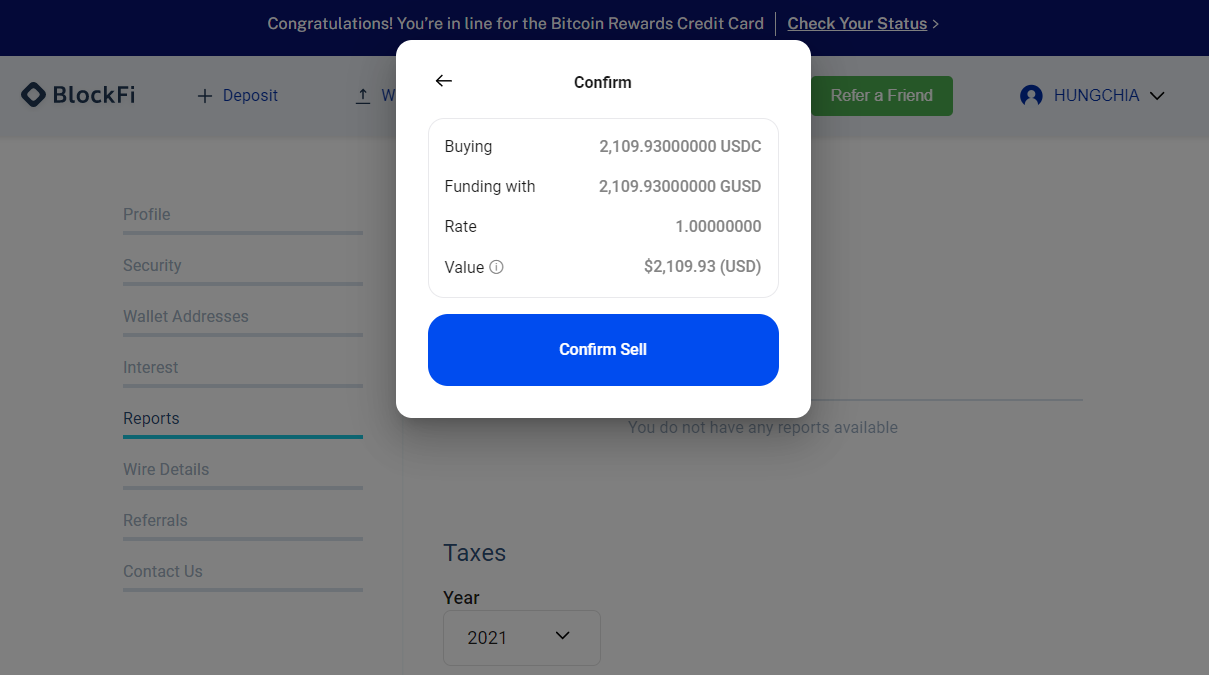 Congratulations! You're in line for the Bitcoin Rewards Credit Card Check Your Status >
BlockFi
+ Deposit
W
Refer a Friend
HUNGCHIA
Confirm
Buying 2,109.93000000 USDC
Funding with 2,109.93000000 GUSD
Rate 1.00000000
Value $2,109.93 (USD)
Confirm Sell
Profile
Security
Wallet Addresses
Interest
Reports
Wire Details
Referrals
Contact Us
You do not have any reports available
Taxes
Year
2021